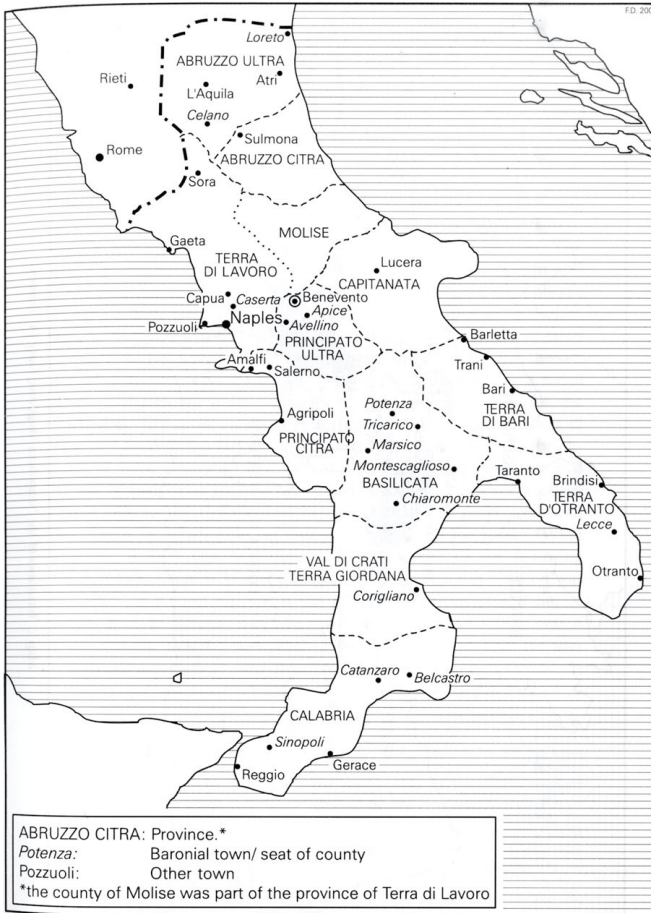 F.D. 200
Loreto
ABRUZZO ULTRA
Rieti
Atri
L'Aquila
Celano
Sulmona
Rome
ABRUZZO CITRA
Sora
MOLISE
Gaeta
TERRA
DI LAVORO
Lucera
CAPITANATA
Capua
Caserta
Benevento
Apice
Naples
Avellino
Pozzuoli
PRINCIPATO
ULTRA
Barletta
Amalfi
Salerno
Trani
Bari
Potenza
TERRA
DI BARI
Agripoli
Tricarico
PRINCIPATO
CITRA
Marsico
Montescaglioso
BASILICATA
Taranto
Brindisi
TERRA
D'OTRANTO
Chiaromonte
Lecce
VAL DI CRATI
TERRA GIORDANA
Otranto
Corigliano
Catanzaro
Belcastro
CALABRIA
Sinopoli
Gerace
Reggio
ABRUZZO CITRA: Province.*
Potenza: Baronial town/ seat of county
Pozzuoli: Other town
*the county of Molise was part of the province of Terra di Lavoro